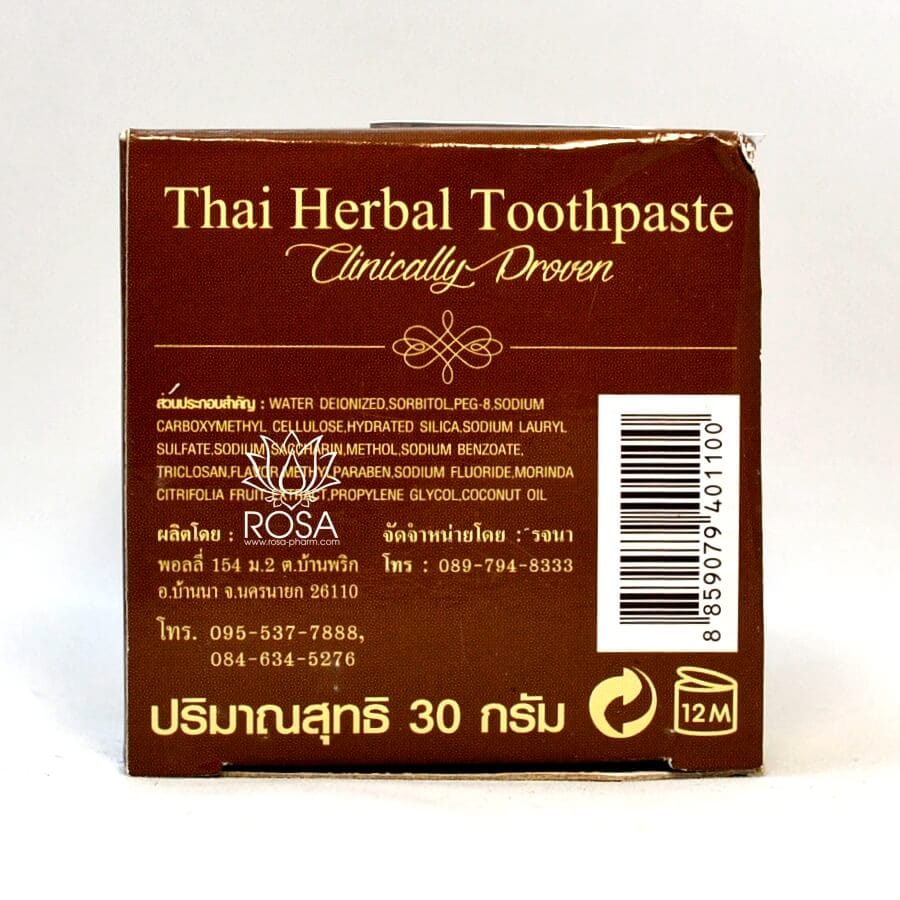 Thai Herbal Toothpaste
Clinically Proven
ส่วนประกอบสำคัญ : WATER DEIONIZED,SORBITOL,PEG-8,SODIUM
CARBOXYMETHYL CELLULOSE,HYDRATED SILICA,SODIUM LAURYL
SULFATE,SODIUM SACCHARIN,METHOL,SODIUM BENZOATE,
TRICLOSAN,FLAVOR,METHYL PARABEN,SODIUM FLUORIDE,MORINDA
CITRIFOLIA FRUIT EXTRACT,PROPYLENE GLYCOL,COCONUT OIL
ROSA
www.rosa-pharm.com
ผลิตโดย :
พอลลี่ 154 ม.2 ต.บ้านพริก
อ.บ้านนา จ.นครนายก 26110
โทร. 095-537-7888,
084-634-5276
จัดจำหน่ายโดย : รจนา
โทร : 089-794-8333
8 859079 401100
ปริมาณสุทธิ 30 กรัม
12M